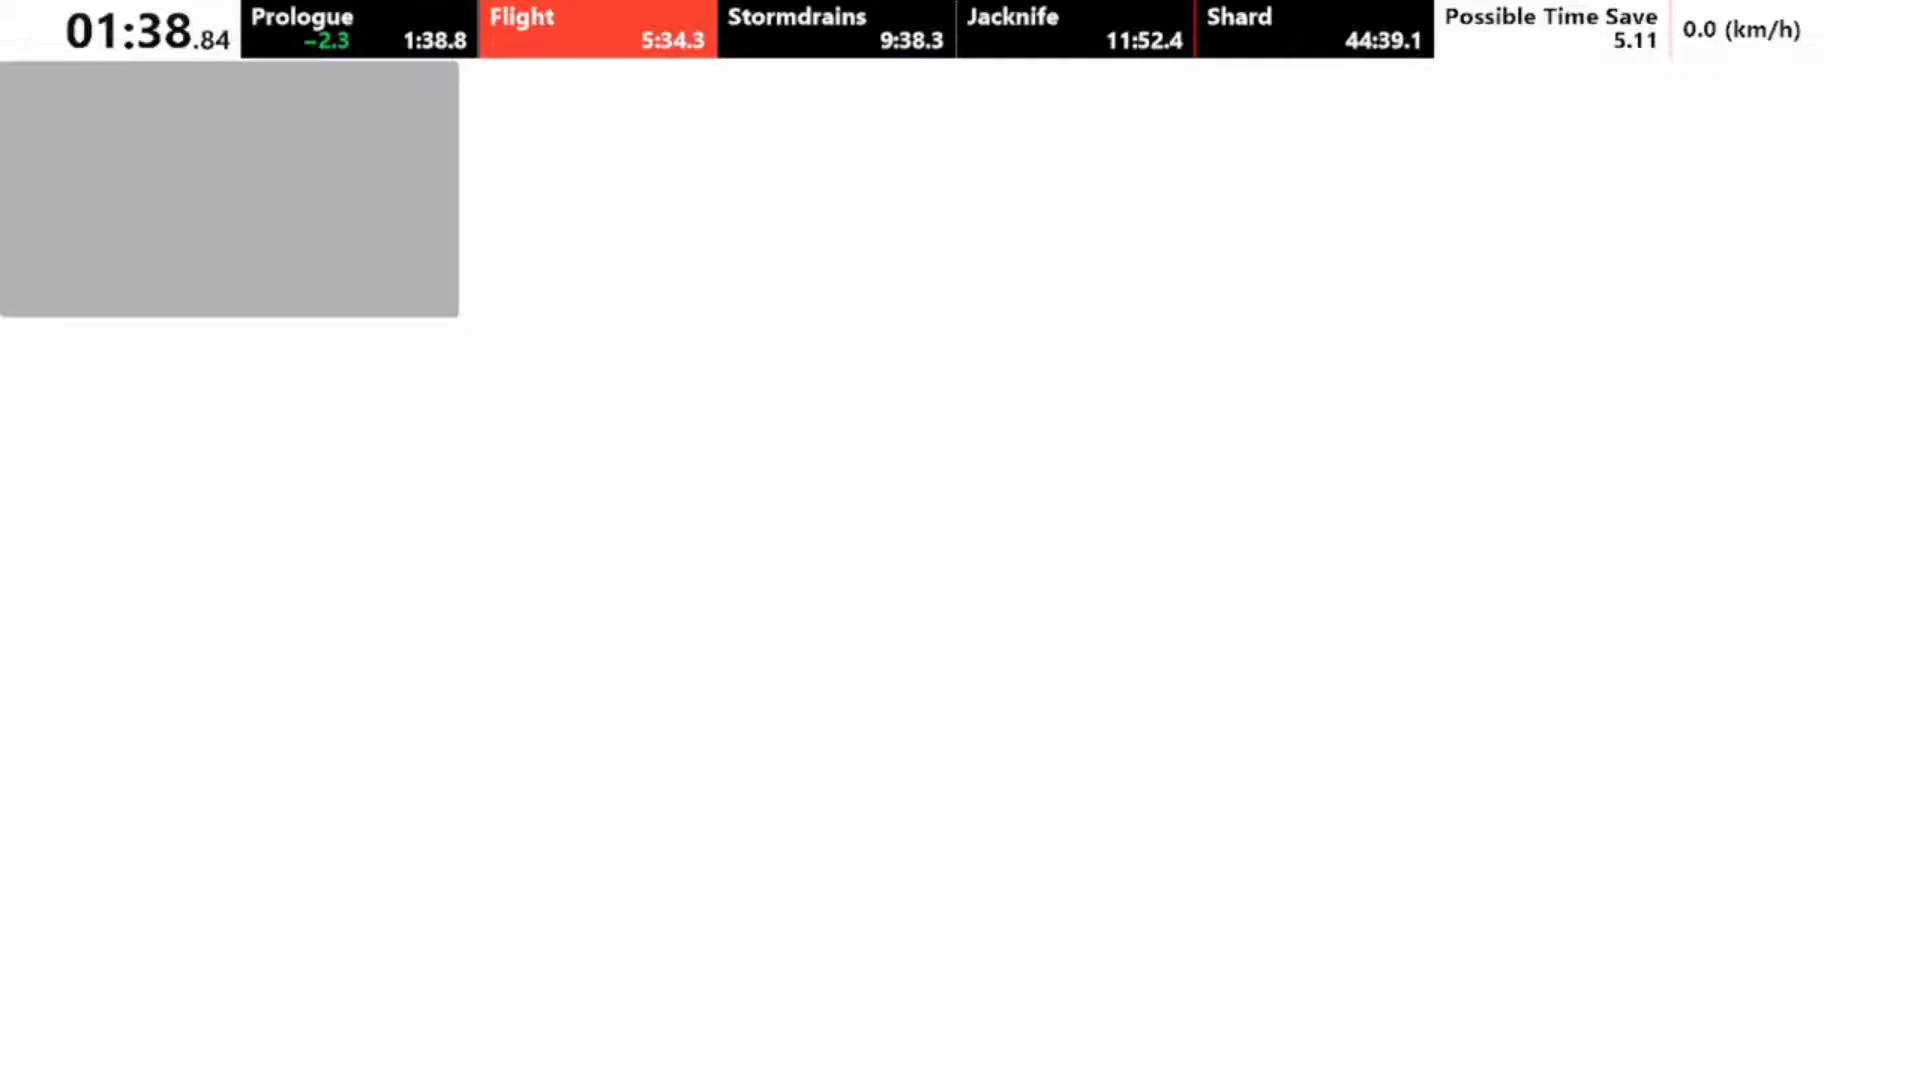 01:38.84
Prologue
−2.3 1:38.8
Flight
5:34.3
Stormdrains
9:38.3
Jacknife
11:52.4
Shard
44:39.1
Possible Time Save
5.11
0.0 (km/h)